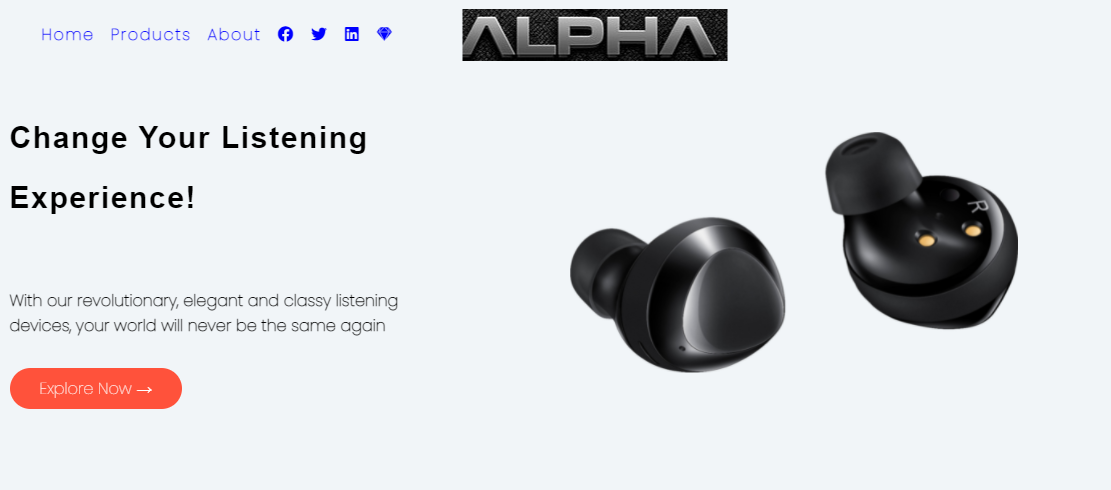 Home Products About
ALPHA
Change Your Listening
Experience!
With our revolutionary, elegant and classy listening
devices, your world will never be the same again
Explore Now →
R